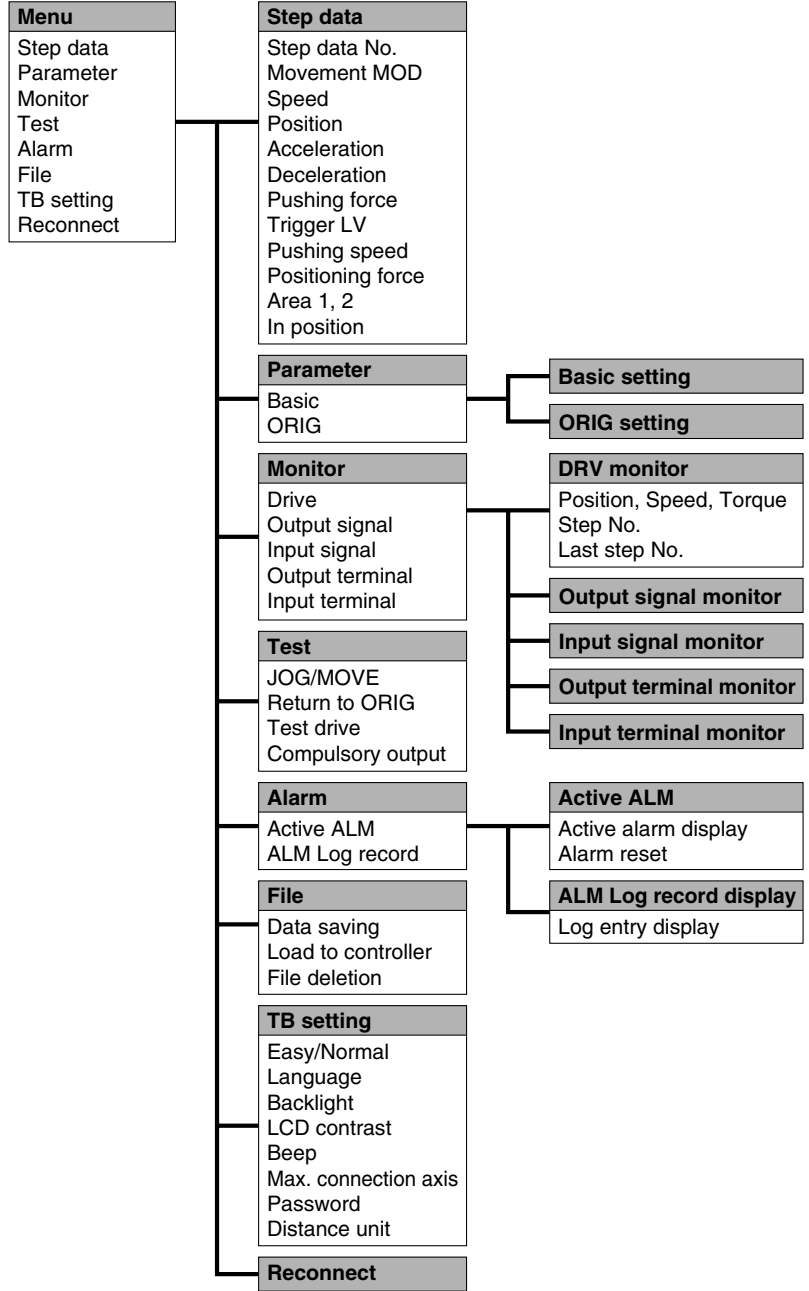 Menu
Step data
Parameter
Monitor
Test
Alarm
File
TB setting
Reconnect
Step data
Step data No.
Movement MOD
Speed
Position
Acceleration
Deceleration
Pushing force
Trigger LV
Pushing speed
Positioning force
Area 1, 2
In position
Parameter
Basic
ORIG
Basic setting
ORIG setting
Monitor
Drive
Output signal
Input signal
Output terminal
Input terminal
DRV monitor
Position, Speed, Torque
Step No.
Last step No.
Output signal monitor
Input signal monitor
Output terminal monitor
Input terminal monitor
Test
JOG/MOVE
Return to ORIG
Test drive
Compulsory output
Alarm
Active ALM
ALM Log record
Active ALM
Active alarm display
Alarm reset
ALM Log record display
Log entry display
File
Data saving
Load to controller
File deletion
TB setting
Easy/Normal
Language
Backlight
LCD contrast
Beep
Max. connection axis
Password
Distance unit
Reconnect